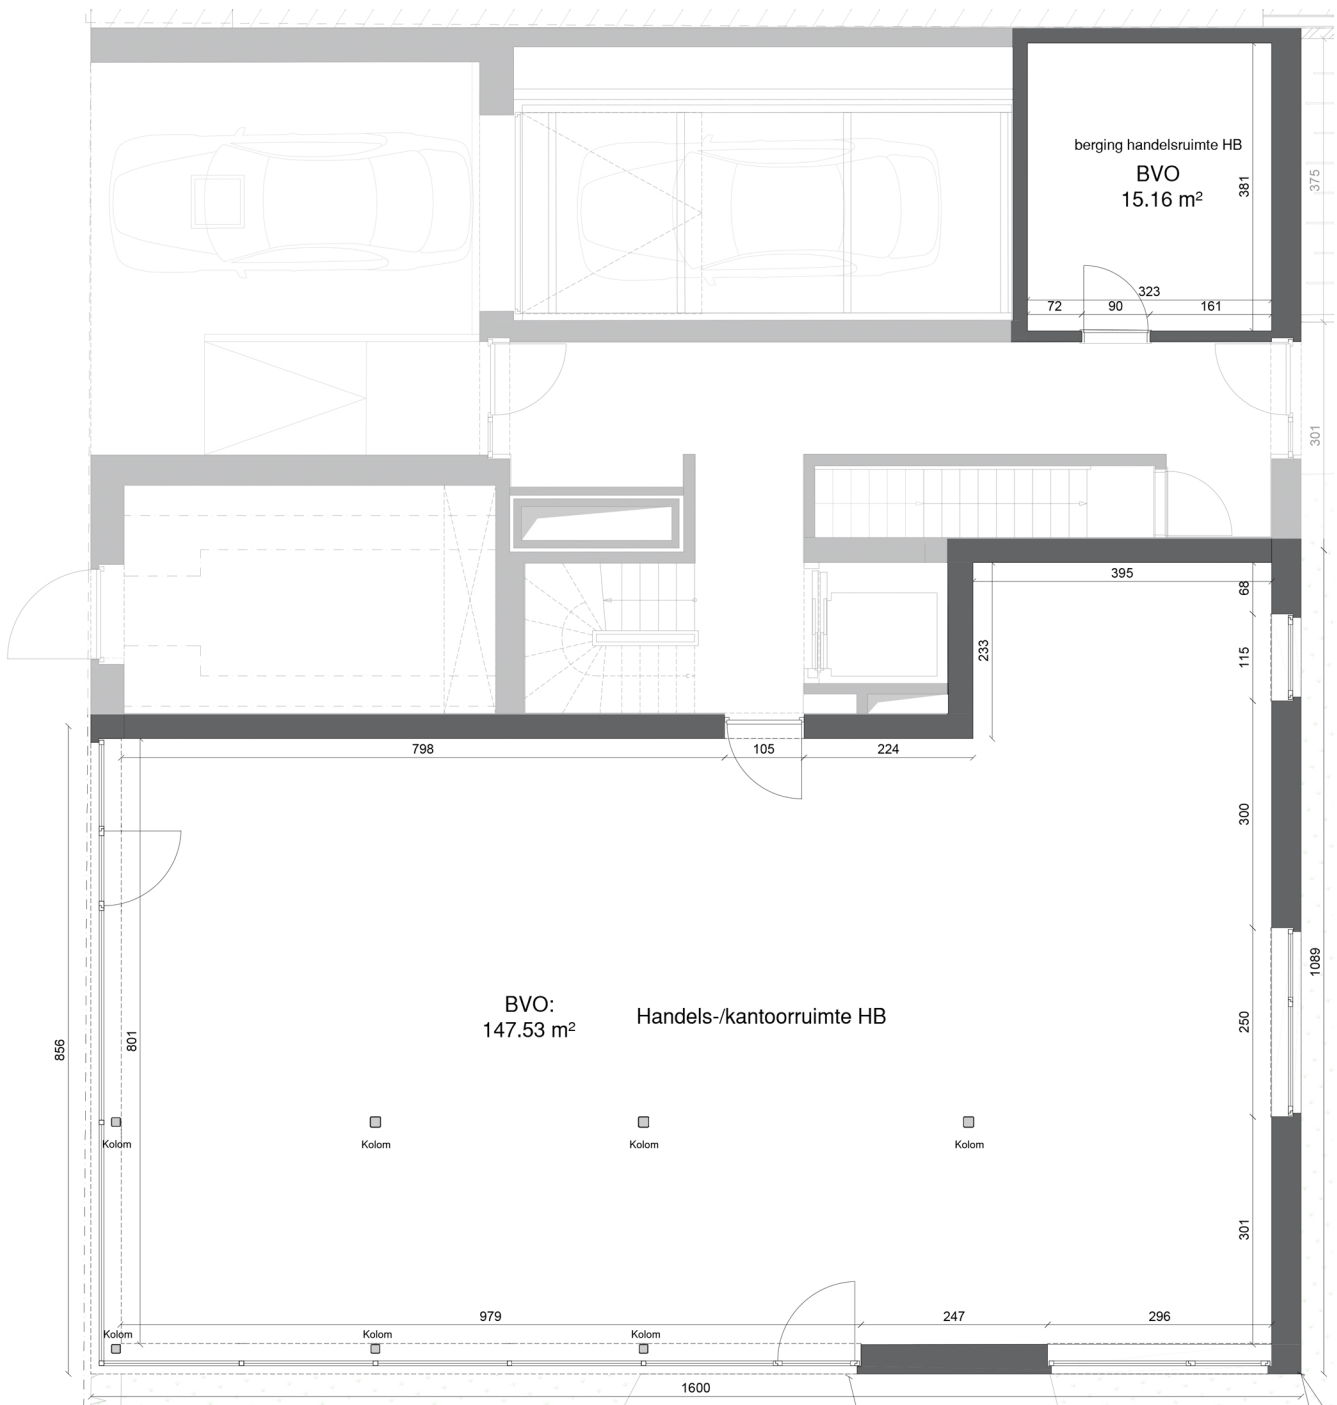 berging handelsruimte HB
BVO
15.16 m²
381
375
323
72
90
161
301
395
68
233
115
798
105
224
300
856
801
BVO:
147.53 m²
Handels-/kantoorruimte HB
1089
250
Kolom
Kolom
Kolom
Kolom
301
979
247
296
Kolom
Kolom
Kolom
1600